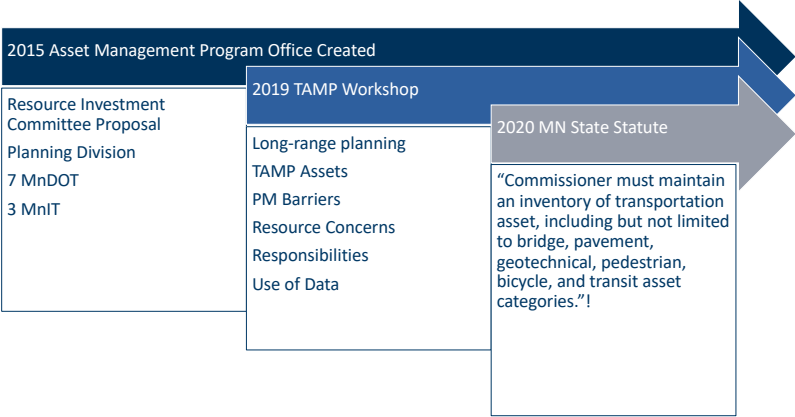 2015 Asset Management Program Office Created
Resource Investment
Committee Proposal
Planning Division
7 MnDOT
3 MnIT
2019 TAMP Workshop
Long-range planning
TAMP Assets
PM Barriers
Resource Concerns
Responsibilities
Use of Data
2020 MN State Statute
“Commissioner must maintain
an inventory of transportation
asset, including but not limited
to bridge, pavement,
geotechnical, pedestrian,
bicycle, and transit asset
categories.”!